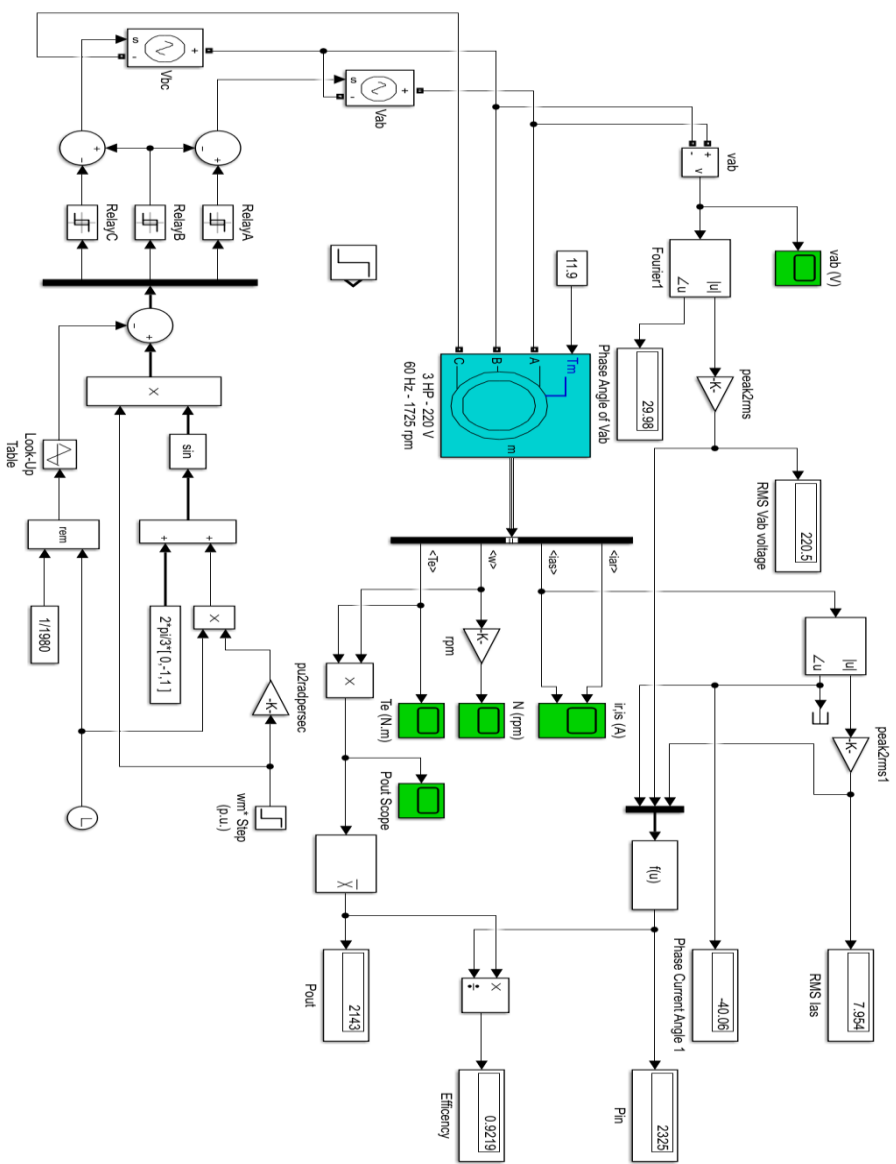 Vbc
s
+
-
Vab
s
+
-
RelayC
RelayB
RelayA
+
-
+
-
vab
+
-
v
vab (V)
Fourier1
|u|
∠u
peak2rms
-K-
29.98
Phase Angle of Vab
RMS Vab voltage
220.5
11.9
Tm
A
B
C
m
3 HP - 220 V
60 Hz - 1725 rpm
<Te>
<w>
<ias>
<iar>
rpm
-K-
X
Te (N.m)
N (rpm)
ir,is (A)
|u|
∠u
peak2rms1
-K-
Pout Scope
X
f(u)
Phase Current Angle 1
-40.06
RMS Ias
7.954
Pin
2325
X
÷
Efficency
0.9219
Pout
2143
+
-
X
sin
+
+
X
2*pi/3*[ 0,-1,1 ]
pu2radpersec
-K-
wm* Step
(p.u.)
Look-Up
Table
rem
1/1980